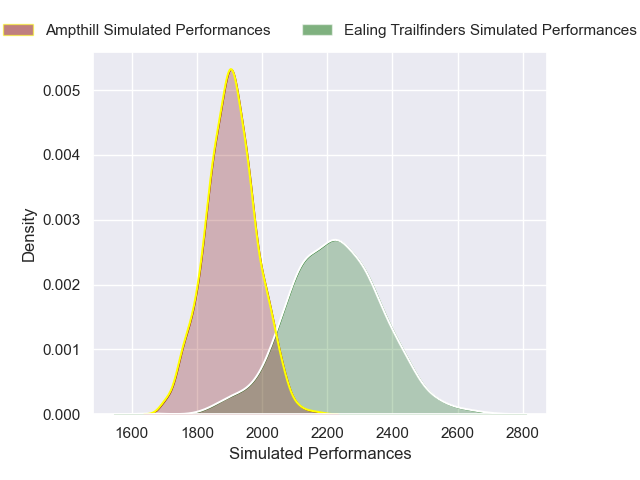 Ampthill Simulated Performances Ealing Trailfinders Simulated Performances
0.005
0.004
0.003
0.002
0.001
0.000
Density
1600 1800 2000 2200 2400 2600 2800
Simulated Performances